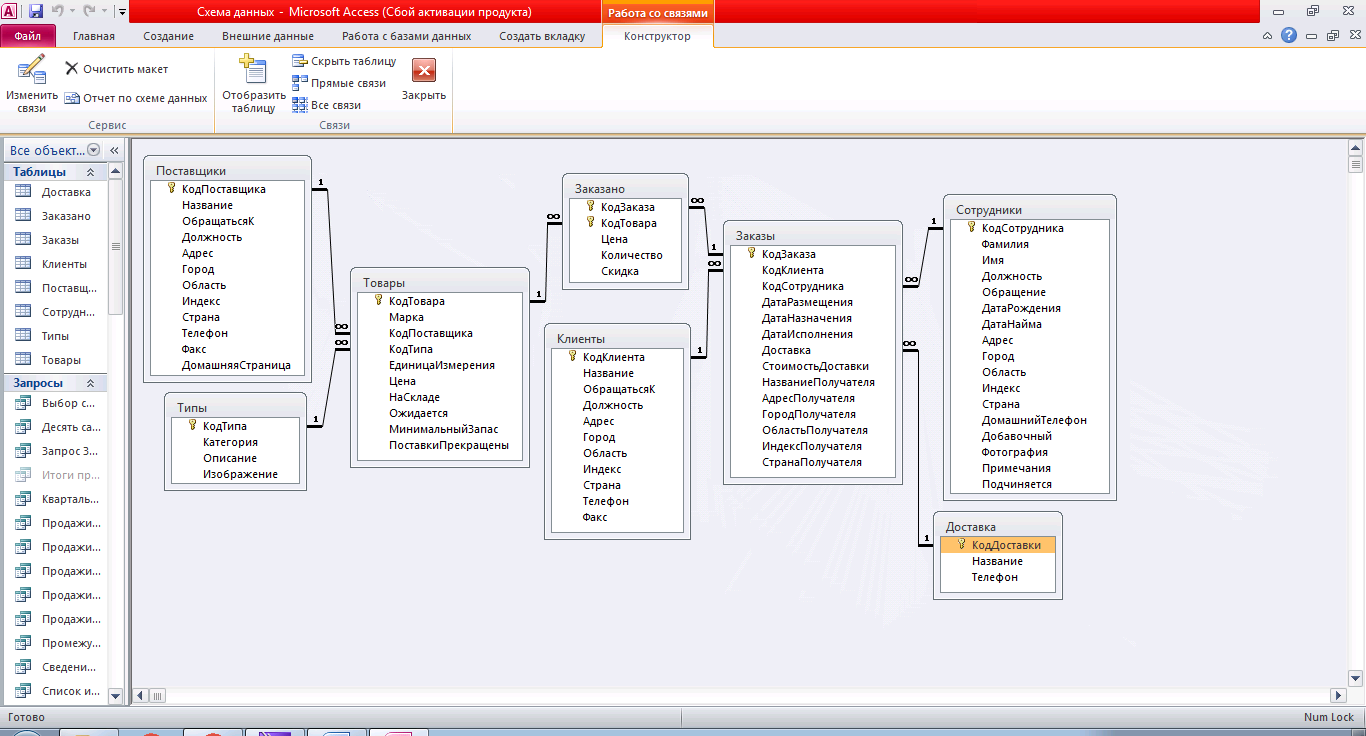 Схема данных - Microsoft Access (Сбой активации продукта)
Работа со связями
Файл
Главная
Создание
Внешние данные
Работа с базами данных
Создать вкладку
Конструктор
Изменить связи
Очистить макет
Отчет по схеме данных
Сервис
Отобразить таблицу
Скрыть таблицу
Прямые связи
Все связи
Закрыть
Связи
Все объект...
Таблицы
Доставка
Заказано
Заказы
Клиенты
Поставщ...
Сотрудн...
Типы
Товары
Запросы
Выбор с...
Десять са...
Запрос З...
Итоги пр...
Кварталь...
Продажи...
Продажи...
Продажи...
Продажи...
Продажи...
Промежу...
Сведени...
Список и...
Поставщики
КодПоставщика
Название
ОбращатьсяК
Должность
Адрес
Город
Область
Индекс
Страна
Телефон
Факс
ДомашняяСтраница
1
∞
∞
Типы
КодТипа
Категория
Описание
Изображение
1
Товары
КодТовара
Марка
КодПоставщика
КодТипа
ЕдиницаИзмерения
Цена
НаСкладе
Ожидается
МинимальныйЗапас
ПоставкиПрекращены
1
∞
Заказано
КодЗаказа
КодТовара
Цена
Количество
Скидка
∞
1
∞
Клиенты
КодКлиента
Название
ОбращатьсяК
Должность
Адрес
Город
Область
Индекс
Страна
Телефон
Факс
1
Заказы
КодЗаказа
КодКлиента
КодСотрудника
ДатаРазмещения
ДатаНазначения
ДатаИсполнения
Доставка
СтоимостьДоставки
НазваниеПолучателя
АдресПолучателя
ГородПолучателя
ОбластьПолучателя
ИндексПолучателя
СтранаПолучателя
∞
∞
1
Сотрудники
КодСотрудника
Фамилия
Имя
Должность
Обращение
ДатаРождения
ДатаНайма
Адрес
Город
Область
Индекс
Страна
ДомашнийТелефон
Добавочный
Фотография
Примечания
Подчиняется
1
Доставка
КодДоставки
Название
Телефон
Готово
Num Lock